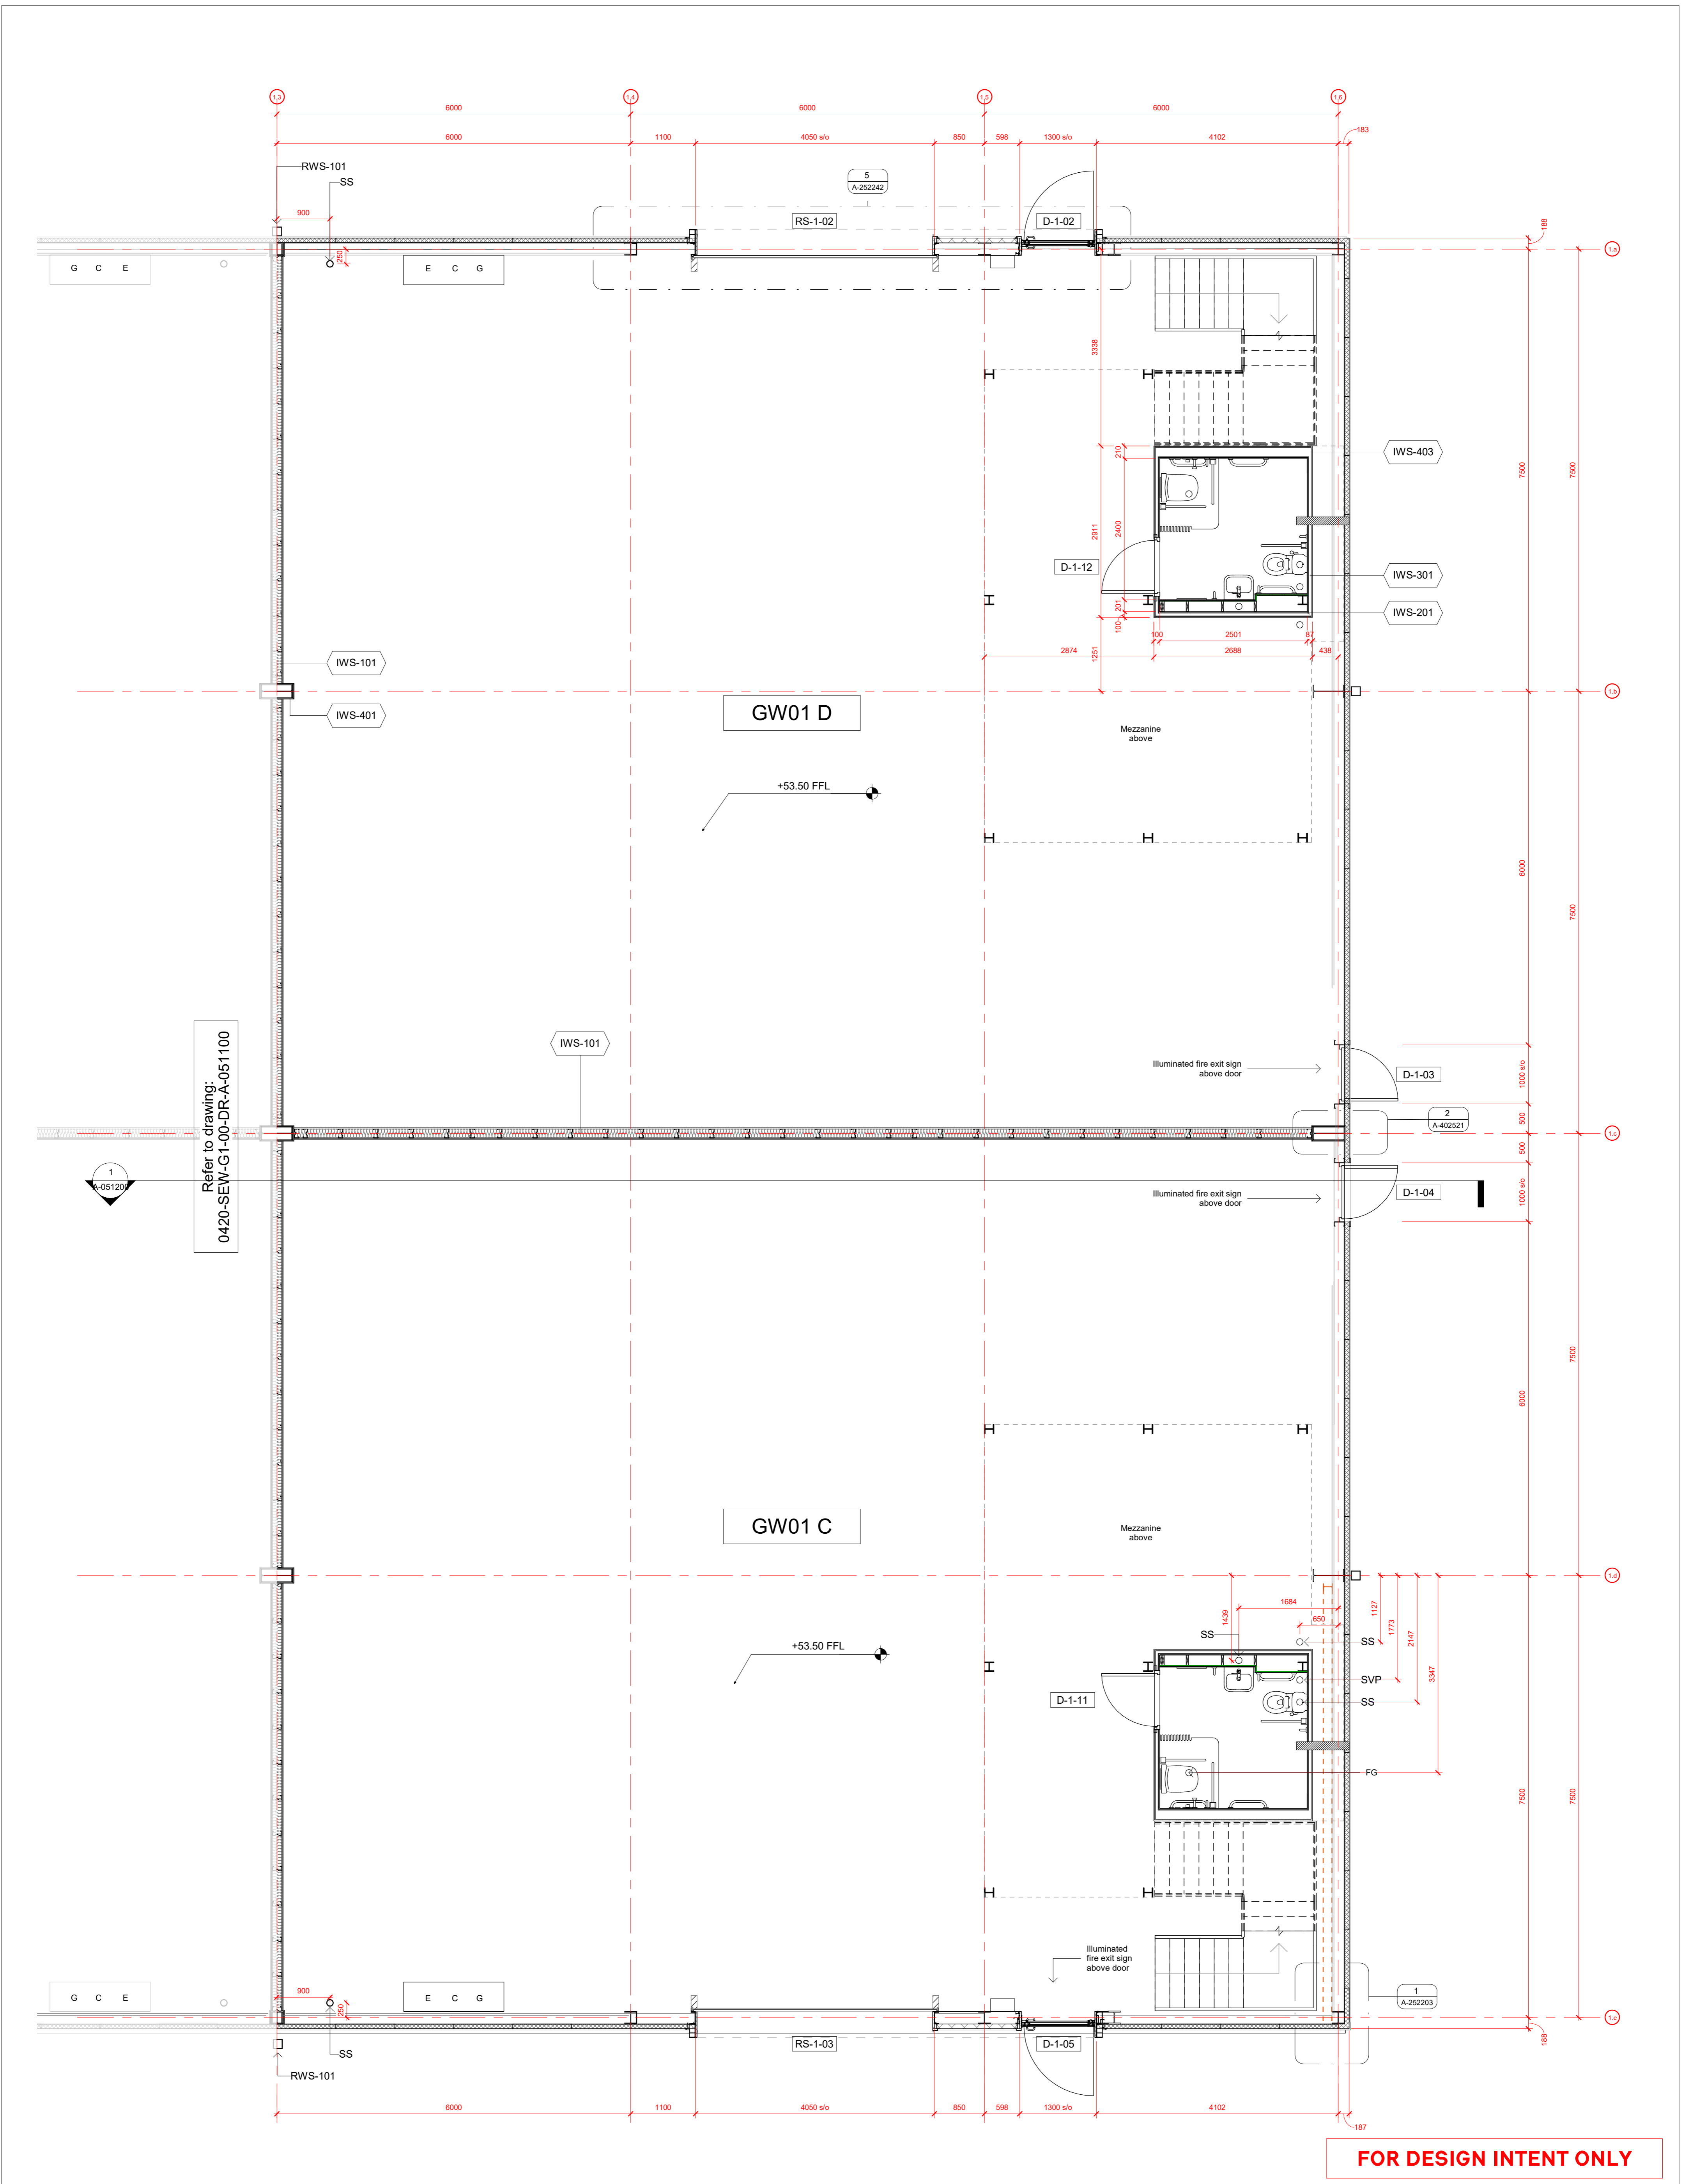 1,3
1,4
1,5
1,6
6000
6000
6000
6000
1100
4050 s/o
850
598
1300 s/o
4102
183
RWS-101
SS
900
5
A-252242
RS-1-02
D-1-02
188
1.a
G C E
250
E C G
3338
IWS-403
7500
7500
210
2911
2400
D-1-12
IWS-301
201
IWS-201
100
100
2501
87
2874
1251
2688
438
IWS-101
1.b
IWS-401
GW01 D
Mezzanine
above
+53.50 FFL
6000
7500
Refer to drawing:
0420-SEW-G1-00-DR-A-051100
IWS-101
Illuminated fire exit sign
above door
D-1-03
1000 s/o
2
A-402521
500
1.c
500
1
A-051200
Illuminated fire exit sign
above door
D-1-04
1000 s/o
7500
6000
GW01 C
Mezzanine
above
1.d
1684
1439
650
1127
1773
2147
3347
SS
SS
+53.50 FFL
SVP
D-1-11
SS
FG
7500
7500
Illuminated
fire exit sign
above door
G C E
900
250
E C G
1
A-252203
1.e
RS-1-03
D-1-05
188
SS
RWS-101
6000
1100
4050 s/o
850
598
1300 s/o
4102
187
FOR DESIGN INTENT ONLY